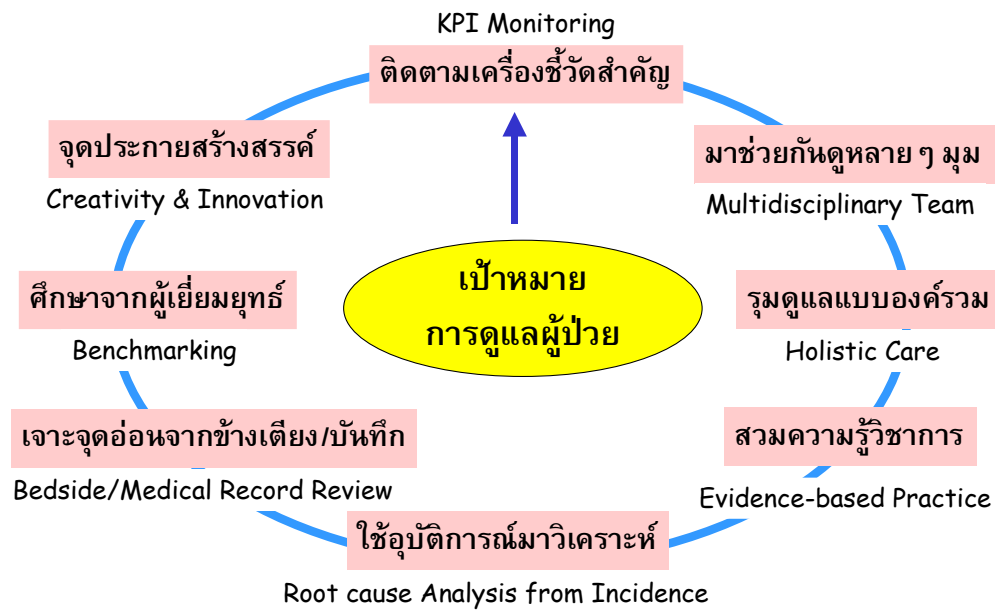 KPI Monitoring
ติดตามเครื่องชี้วัดสำคัญ
จุดประกายสร้างสรรค์
Creativity & Innovation
มาช่วยกันดูหลาย ๆ มุม
Multidisciplinary Team
เป้าหมาย
การดูแลผู้ป่วย
ศึกษาจากผู้เยี่ยมยุทธ์
Benchmarking
รุมดูแลแบบองค์รวม
Holistic Care
เจาะจุดอ่อนจากข้างเตียง/บันทึก
Bedside/Medical Record Review
สวมความรู้วิชาการ
Evidence-based Practice
ใช้อุบัติการณ์มาวิเคราะห์
Root cause Analysis from Incidence